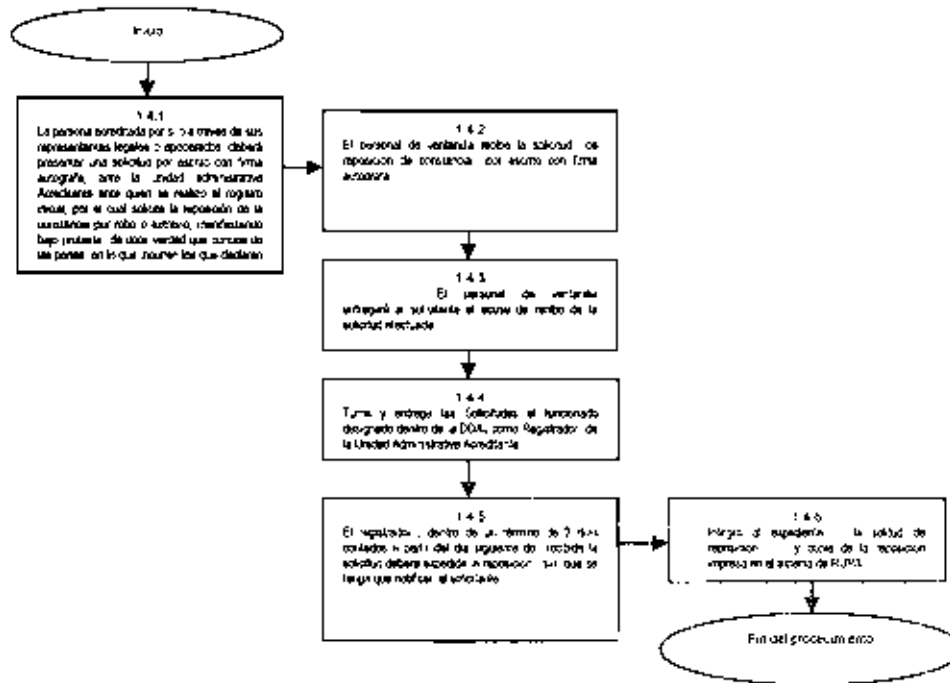 Inicio
1.4.1
La persona acreditada por sí o a través de sus
representantes legales o apoderados, deberá
presentar una solicitud por escrito con firma
autógrafa, ante la Unidad Administrativa
Acreditante ante quien se realizó el registro
por el cual solicita la reposición de la
constancia por robo o extravío, manifestando
bajo protesta de decir verdad que
las penas en lo que incurren los que declaren
1.4.2
El personal de ventanilla recibe la solicitud de
reposición de constancia por escrito con firma
autógrafa
1.4.3
El personal de ventanilla
entregará al solicitante el acuse de recibo de la
solicitud efectuada
1.4.4
Turna y entrega las Solicitudes al funcionario
designado dentro de la como Registrador de
la Unidad Administrativa Acreditante
1.4.5
El registrador, dentro de un término de 2 días
contados a partir del día siguiente de recibida la
solicitud deberá expedir la reposición sin que se
tenga que notificar al solicitante
1.4.6
Integra al expediente la solitud de
reposición y copia de la reposición
impresa en el sistema de RUPA
Fin del procedimiento